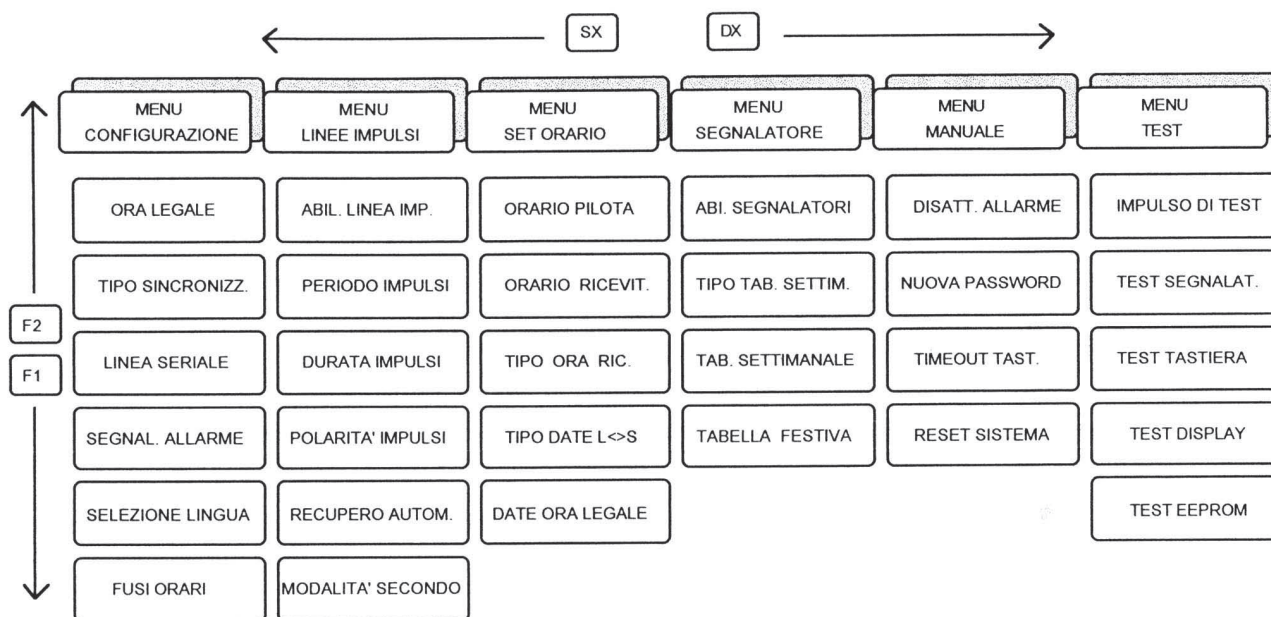 SX DX
MENU CONFIGURAZIONE
MENU LINEE IMPULSI
MENU SET ORARIO
MENU SEGNALATORE
MENU MANUALE
MENU TEST
ORA LEGALE
ABIL. LINEA IMP.
ORARIO PILOTA
ABI. SEGNALATORI
DISATT. ALLARME
IMPULSO DI TEST
TIPO SINCRONIZZ.
PERIODO IMPULSI
ORARIO RICEVIT.
TIPO TAB. SETTIM.
NUOVA PASSWORD
TEST SEGNALAT.
F2
F1
LINEA SERIALE
DURATA IMPULSI
TIPO ORA RIC.
TAB. SETTIMANALE
TIMEOUT TAST.
TEST TASTIERA
SEGNAL. ALLARME
POLARITA' IMPULSI
TIPO DATE L<>S
TABELLA FESTIVA
RESET SISTEMA
TEST DISPLAY
SELEZIONE LINGUA
RECUPERO AUTOM.
DATE ORA LEGALE
TEST EEPROM
FUSI ORARI
MODALITA' SECONDO